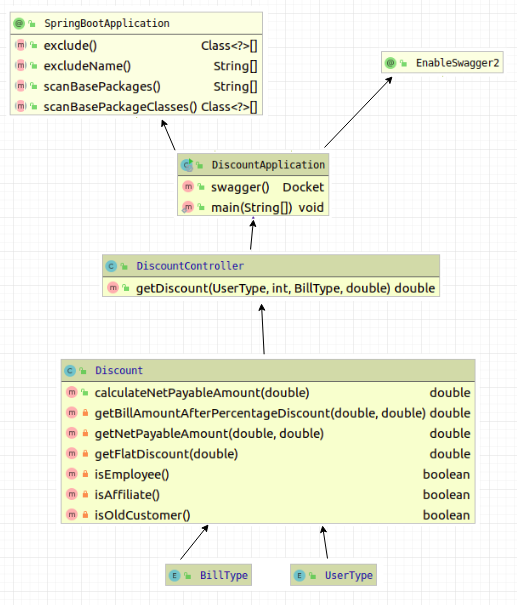 SpringBootApplication
exclude() Class<?>[]
excludeName() String[]
scanBasePackages() String[]
scanBasePackageClasses() Class<?>[]
EnableSwagger2
DiscountApplication
swagger() Docket
main(String[]) void
DiscountController
getDiscount(UserType, int, BillType, double) double
Discount
calculateNetPayableAmount(double) double
getBillAmountAfterPercentageDiscount(double, double) double
getNetPayableAmount(double, double) double
getFlatDiscount(double) double
isEmployee() boolean
isAffiliate() boolean
isOldCustomer() boolean
BillType
UserType